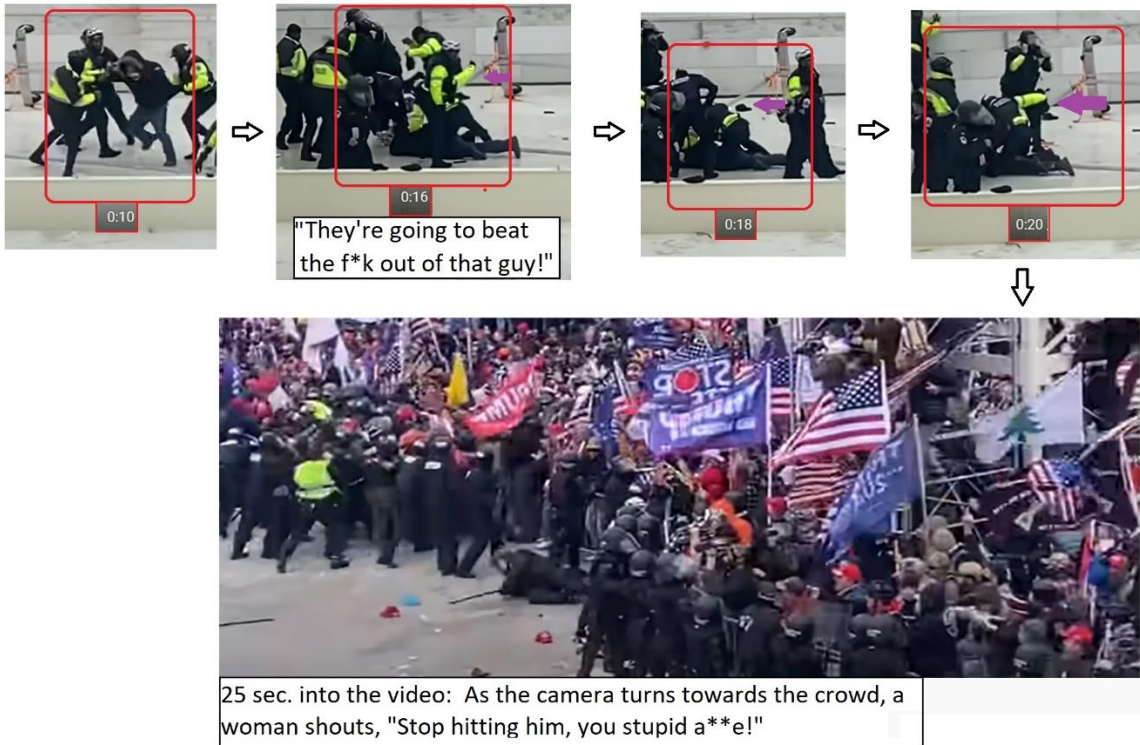 0:10
0:16
0:18
0:20
"They're going to beat
the f*k out of that guy!"
STOP
TRUMP
25 sec. into the video: As the camera turns towards the crowd, a
woman shouts, "Stop hitting him, you stupid a**e!"